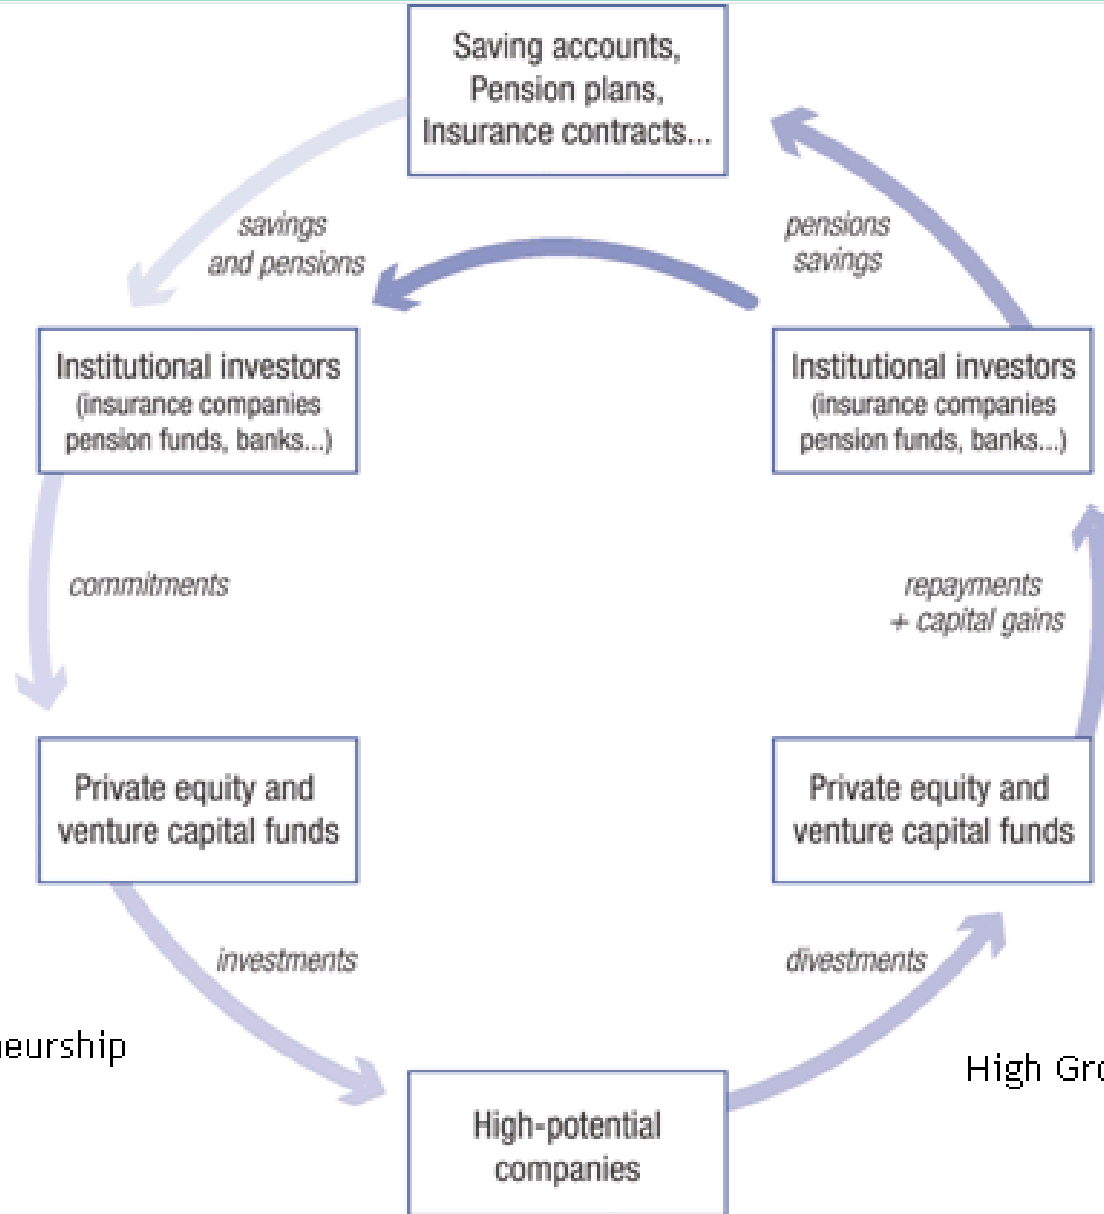 Saving accounts,
Pension plans,
Insurance contracts...
savings
and pensions
pensions
savings
Institutional investors
(insurance companies
pension funds, banks...)
Institutional investors
(insurance companies
pension funds, banks...)
commitments
repayments
+ capital gains
Private equity and
venture capital funds
Private equity and
venture capital funds
investments
divestments
High-potential
companies
High